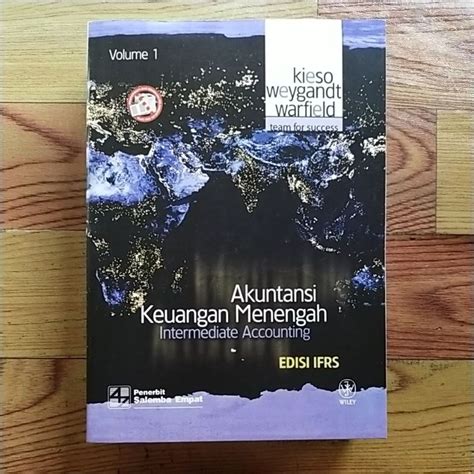 Volume 1
kieso
weygandt
warfield
team for success
Akuntansi
Keuangan Menengah
Intermediate Accounting
EDISI IFRS
Penerbit
Salemba Empat
WILEY